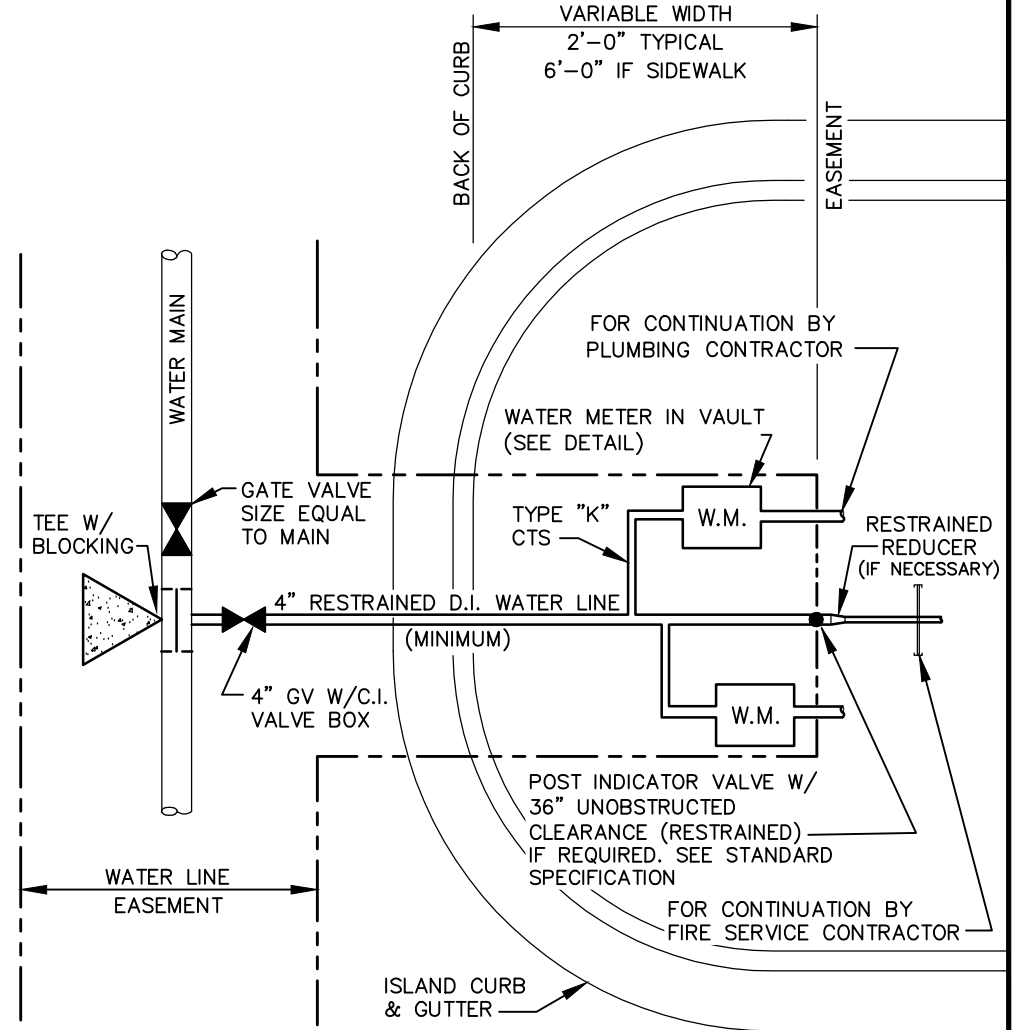 VARIABLE WIDTH
2'-0" TYPICAL
6'-0" IF SIDEWALK
BACK OF CURB
EASEMENT
WATER MAIN
FOR CONTINUATION BY
PLUMBING CONTRACTOR
WATER METER IN VAULT
(SEE DETAIL)
GATE VALVE
SIZE EQUAL
TO MAIN
TEE W/
BLOCKING
TYPE "K"
CTS
W.M.
RESTRAINED
REDUCER
(IF NECESSARY)
4" RESTRAINED D.I. WATER LINE
(MINIMUM)
4" GV W/C.I.
VALVE BOX
W.M.
POST INDICATOR VALVE W/
36" UNOBSTRUCTED
CLEARANCE (RESTRAINED)
IF REQUIRED. SEE STANDARD
SPECIFICATION
WATER LINE
EASEMENT
FOR CONTINUATION BY
FIRE SERVICE CONTRACTOR
ISLAND CURB
& GUTTER